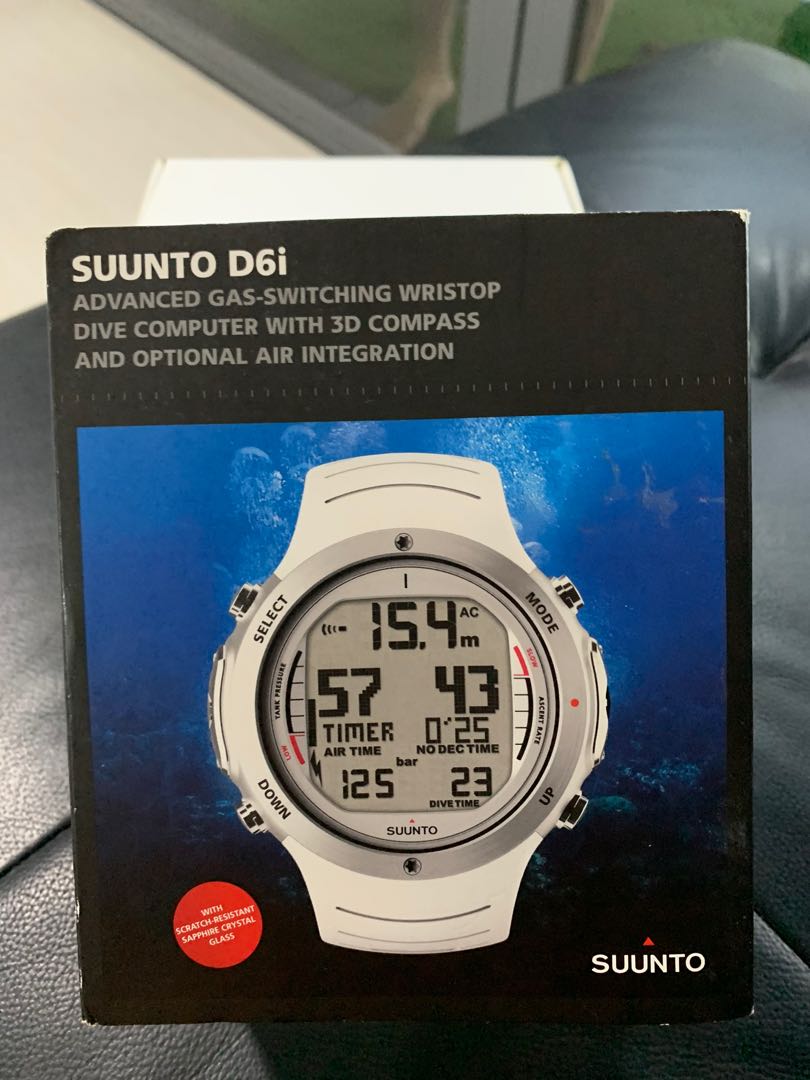 SUUNTO D6i
ADVANCED GAS-SWITCHING WRISTOP
DIVE COMPUTER WITH 3D COMPASS
AND OPTIONAL AIR INTEGRATION
SELECT
MODE
15.4 m
AC
TANK PRESSURE
LOW
SLOW
ASCENT RATE
57
43
TIMER
0'25
AIR TIME
NO DEC TIME
bar
125
23
DIVE TIME
DOWN
UP
SUUNTO
WITH
SCRATCH-RESISTANT
SAPPHIRE CRYSTAL
GLASS
SUUNTO